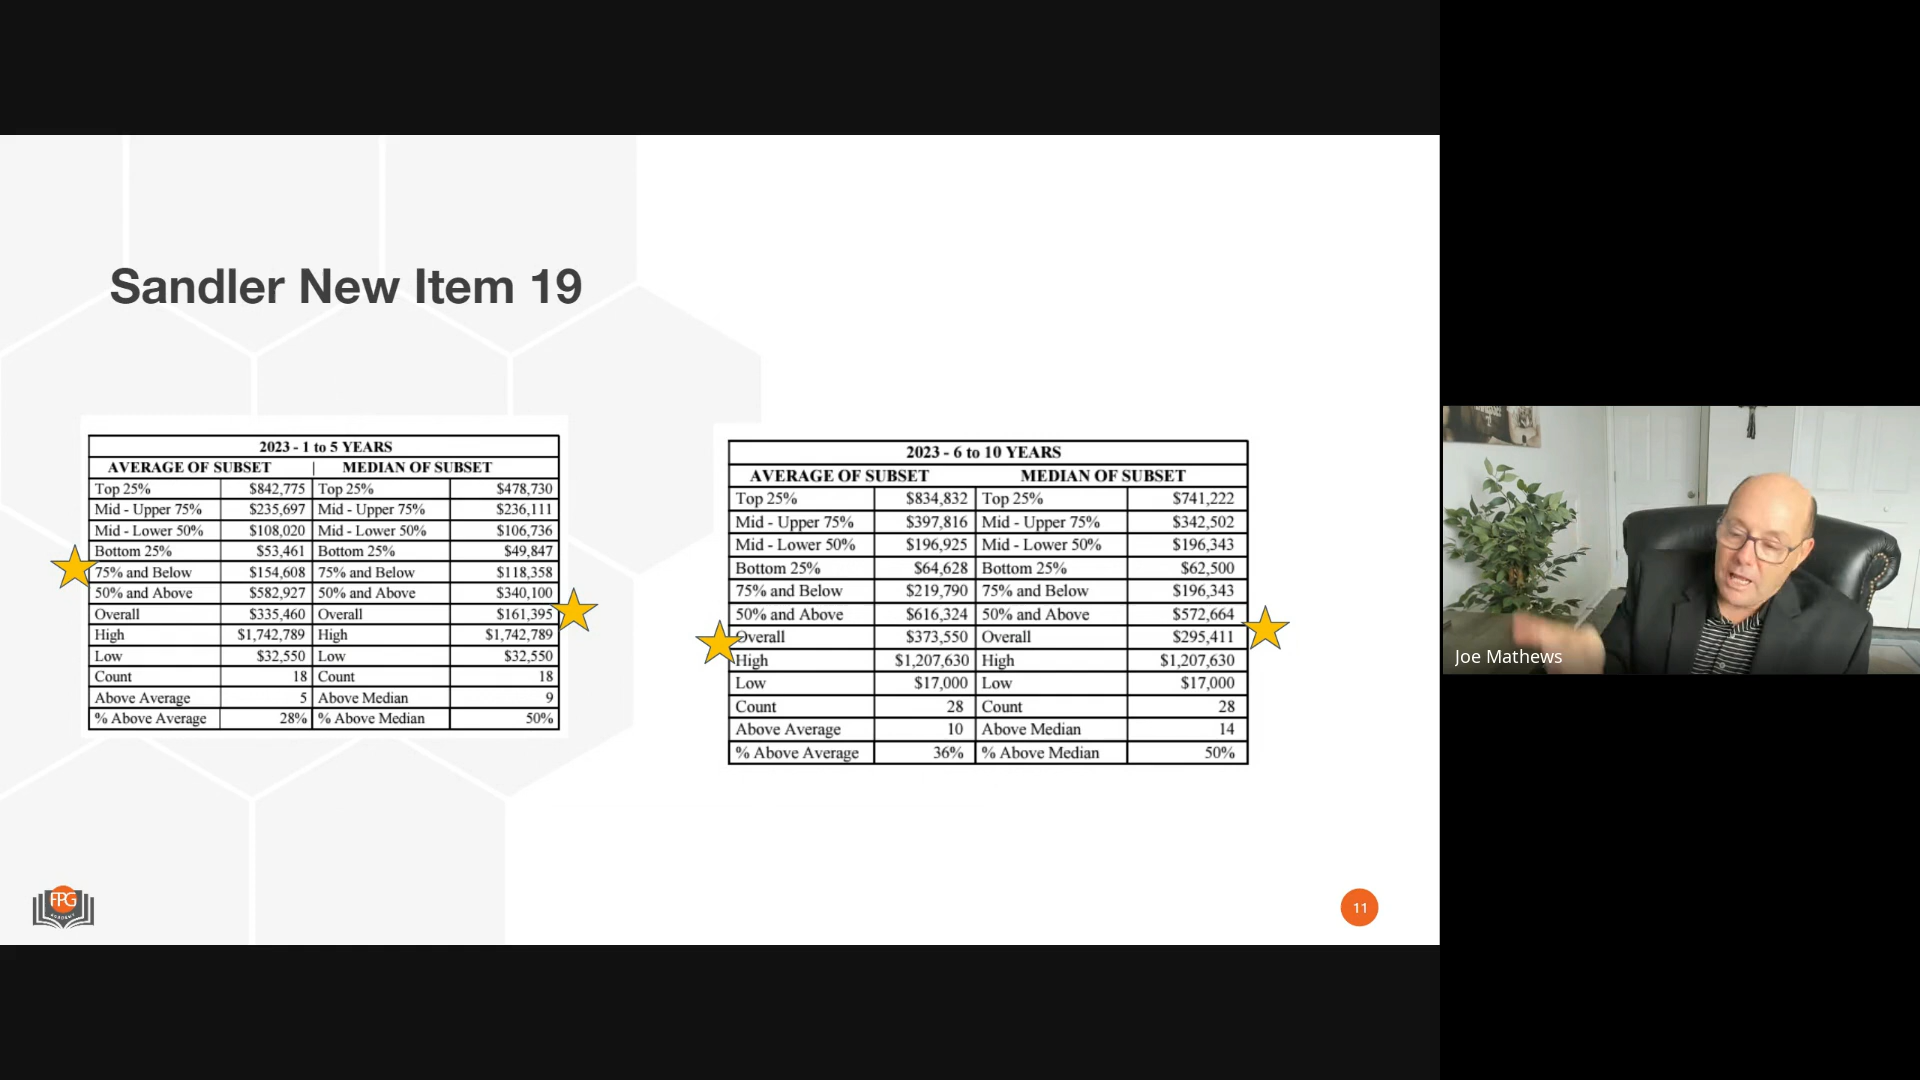 Sandler New Item 19
2023 - 1 to 5 YEARS
AVERAGE OF SUBSET | MEDIAN OF SUBSET
Top 25% $842,775 Top 25% $478,730
Mid - Upper 75% $235,697 Mid - Upper 75% $236,111
Mid - Lower 50% $108,020 Mid - Lower 50% $106,736
Bottom 25% $53,461 Bottom 25% $49,847
75% and Below $154,608 75% and Below $118,358
50% and Above $582,927 50% and Above $340,100
Overall $335,460 Overall $161,395
High $1,742,789 High $1,742,789
Low $32,550 Low $32,550
Count 18 Count 18
Above Average 5 Above Median 9
% Above Average 28% % Above Median 50%
2023 - 6 to 10 YEARS
AVERAGE OF SUBSET MEDIAN OF SUBSET
Top 25% $834,832 Top 25% $741,222
Mid - Upper 75% $397,816 Mid - Upper 75% $342,502
Mid - Lower 50% $196,925 Mid - Lower 50% $196,343
Bottom 25% $64,628 Bottom 25% $62,500
75% and Below $219,790 75% and Below $196,343
50% and Above $616,324 50% and Above $572,664
Overall $373,550 Overall $295,411
High $1,207,630 High $1,207,630
Low $17,000 Low $17,000
Count 28 Count 28
Above Average 10 Above Median 14
% Above Average 36% % Above Median 50%
FPG
ACADEMY
11
Joe Mathews